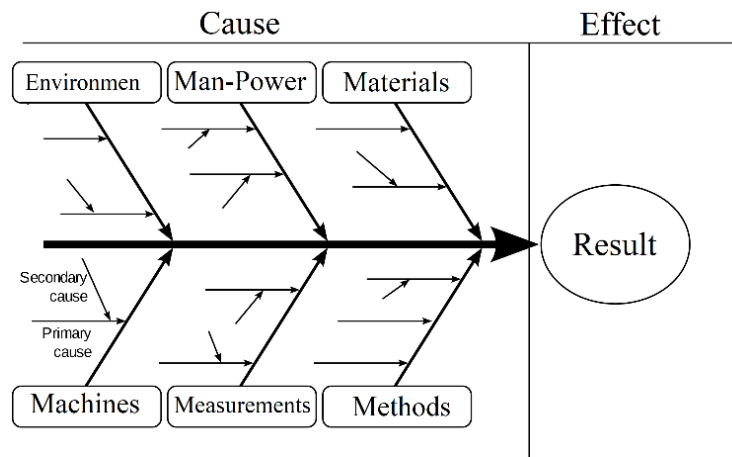 Cause
Effect
Environmen
Man-Power
Materials
Result
Secondary
cause
Primary
cause
Machines
Measurements
Methods